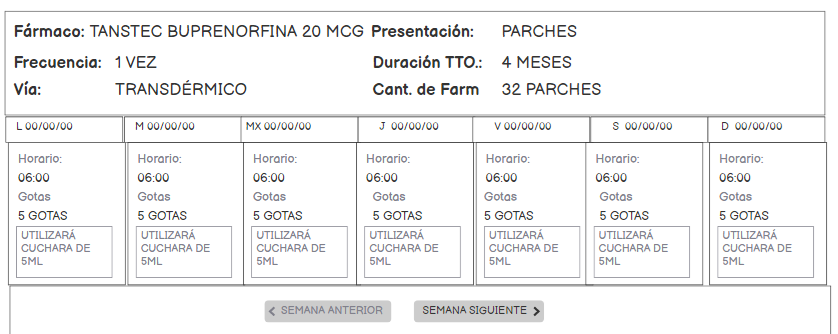 Fármaco: TANSTEC BUPRENORFINA 20 MCG Presentación: PARCHES
Frecuencia: 1 VEZ Duración TTO.: 4 MESES
Vía: TRANSDÉRMICO Cant. de Farm 32 PARCHES
L 00/00/00 M 00/00/00 MX 00/00/00 J 00/00/00 V 00/00/00 S 00/00/00 D 00/00/00
Horario: Horario: Horario: Horario: Horario: Horario: Horario:
06:00 06:00 06:00 06:00 06:00 06:00 06:00
Gotas Gotas Gotas Gotas Gotas Gotas Gotas
5 GOTAS 5 GOTAS 5 GOTAS 5 GOTAS 5 GOTAS 5 GOTAS 5 GOTAS
UTILIZARÁ UTILIZARÁ UTILIZARÁ UTILIZARÁ UTILIZARÁ UTILIZARÁ UTILIZARÁ
CUCHARA DE CUCHARA DE CUCHARA DE CUCHARA DE CUCHARA DE CUCHARA DE CUCHARA DE
5ML 5ML 5ML 5ML 5ML 5ML 5ML
< SEMANA ANTERIOR SEMANA SIGUIENTE >